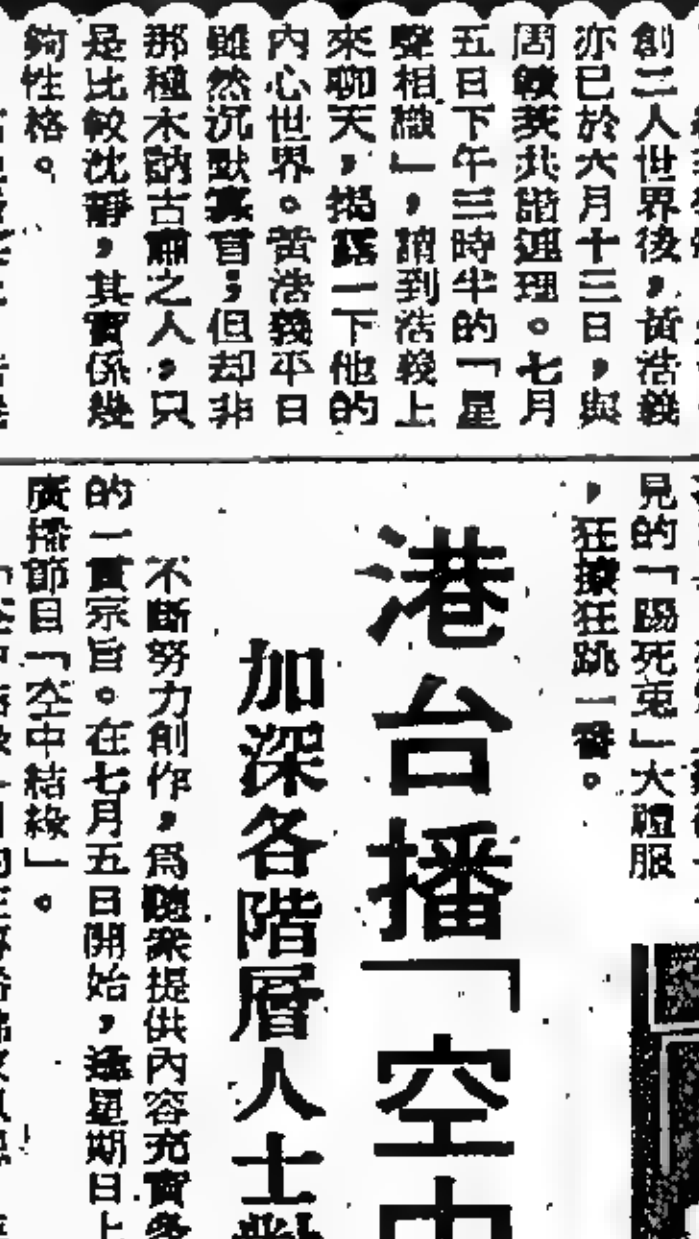 創二人世界後,黃浩義
亦已於六月十三日,與
周敏英共諧連理。七月
五日下午三時半的「星
聲相識」,請到浩義上
來聊天,揭露一下他的
內心世界。黃浩義平日
雖然沉默寡言;但却非
那種木訥古肅之人,只
是比較沈靜,其實係幾
夠性格。
見的「踢死兎」大禮服
,狂撩狂跳一番。
港台播「空中
加深各階層人士對
不斷努力創作,爲聽衆提供內容充實多
的一貫宗旨。在七月五日開始,逢星期日上
廣播節目「空中結緣」。